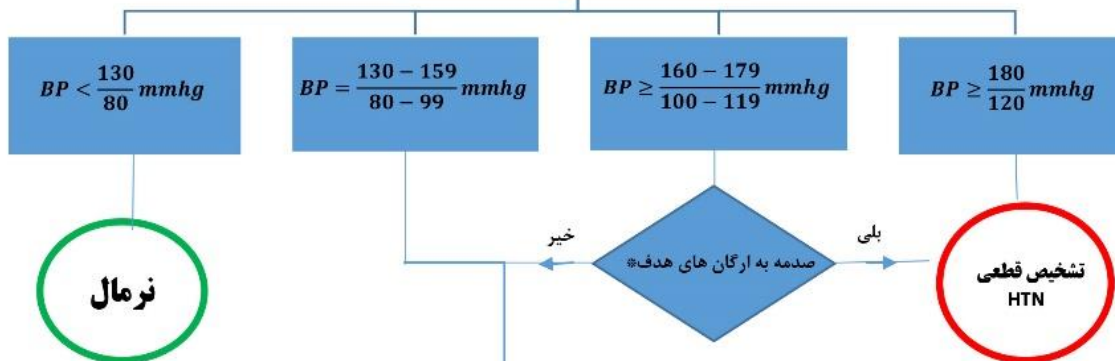 BP < 130/80 mmhg
BP = 130 − 159/80 − 99 mmhg
BP ≥ 160 − 179/100 − 119 mmhg
BP ≥ 180/120 mmhg
خیر
بلی
صدمه به ارگان های هدف*
نرمال
تشخیص قطعی
HTN